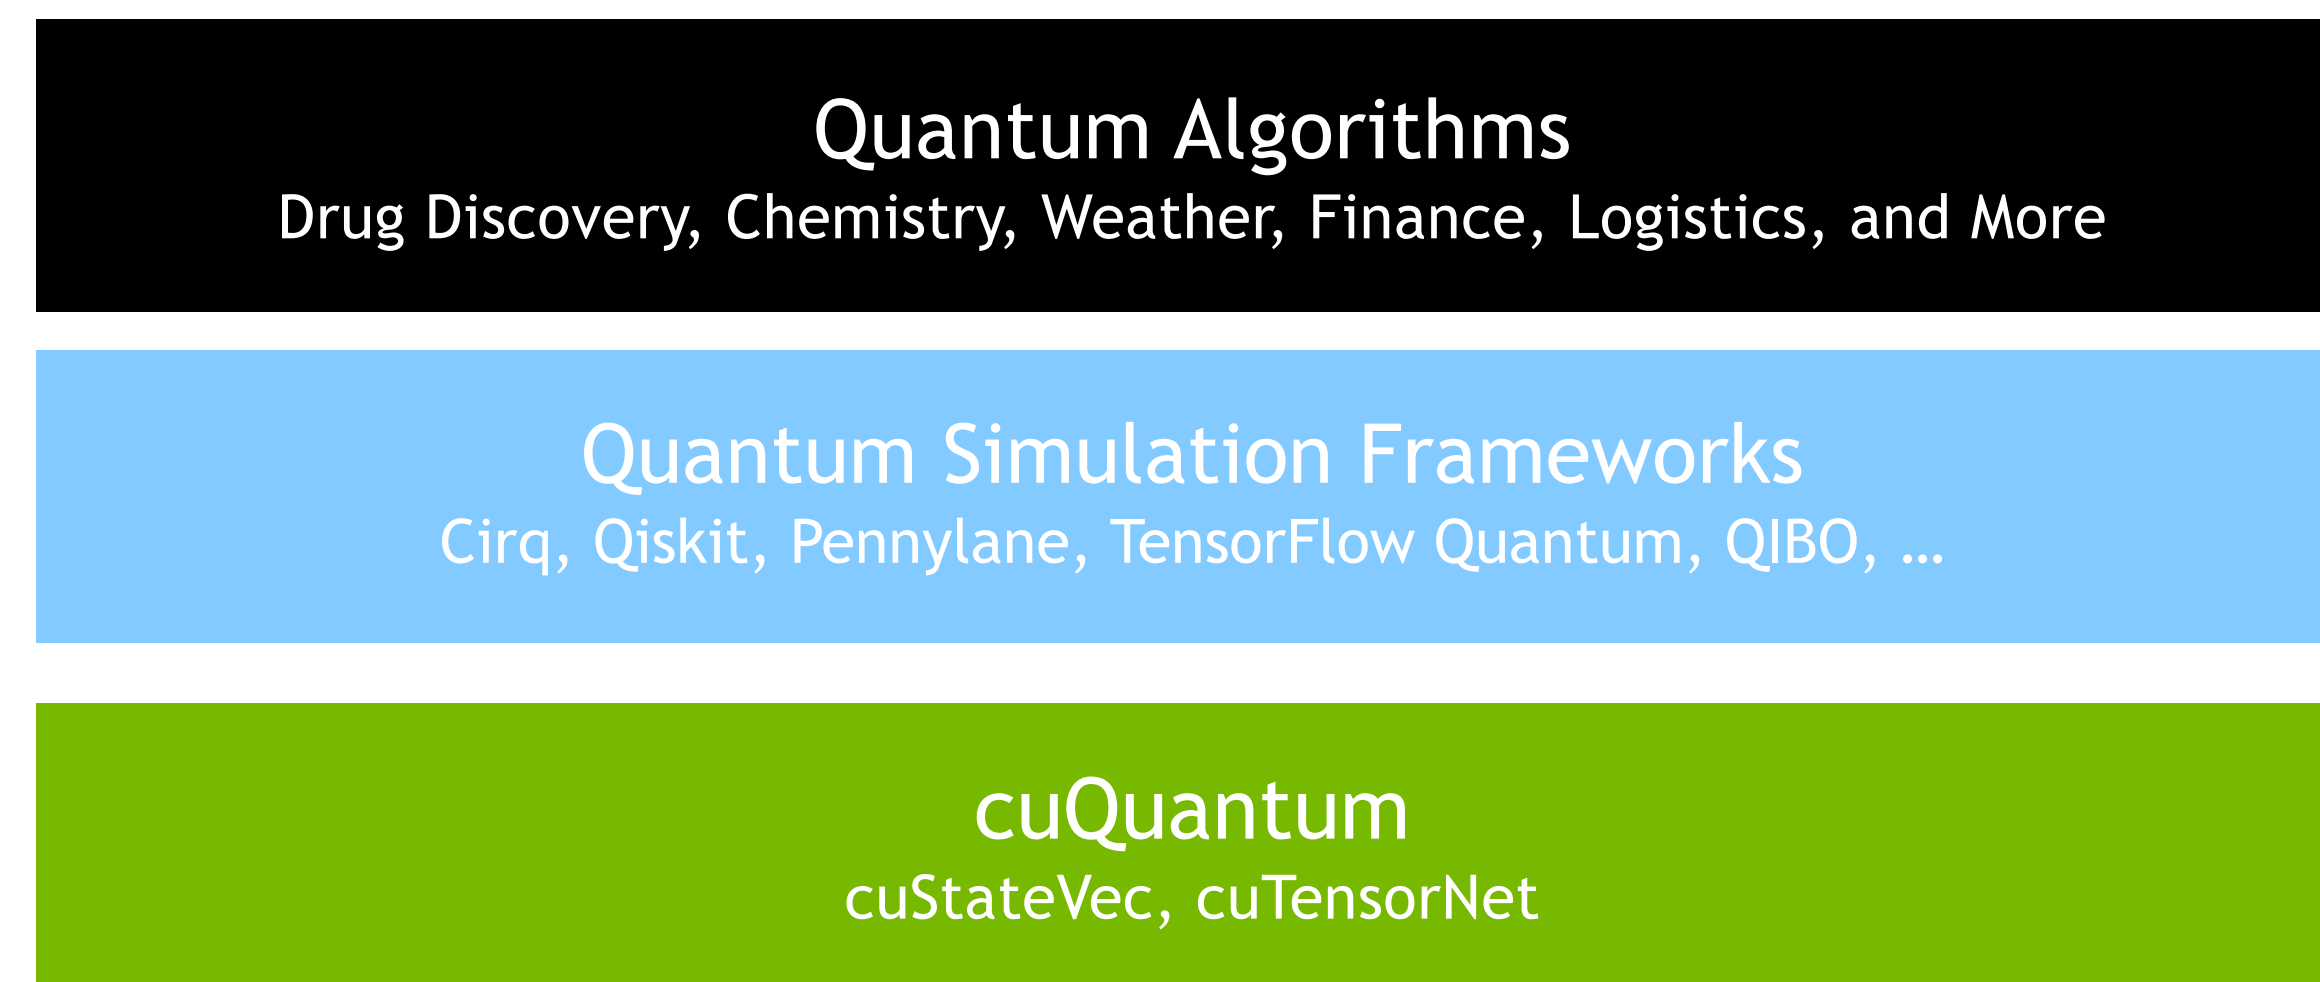 Quantum Algorithms
Drug Discovery, Chemistry, Weather, Finance, Logistics, and More
Quantum Simulation Frameworks
Cirq, Qiskit, Pennylane, TensorFlow Quantum, QIBO, …
cuQuantum
cuStateVec, cuTensorNet